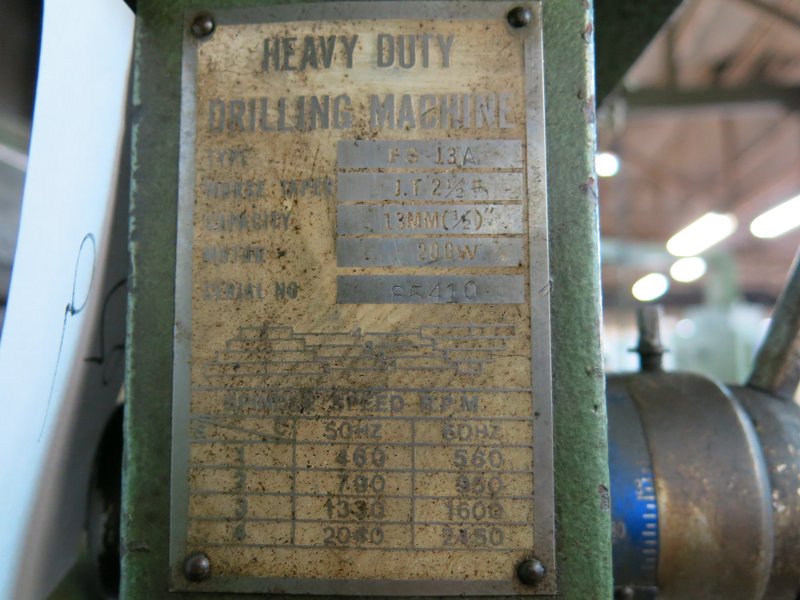 HEAVY DUTY
DRILLING MACHINE
TYPE 13A
MORSE TAPER J.T. 2½
CAPACITY 13MM(½)"
MOTOR 200W
SERIAL NO 85410
SPINDLE SPEED R.P.M.
50HZ 60HZ
1 460 560
2 790 950
3 1330 1600
4 2040 2450